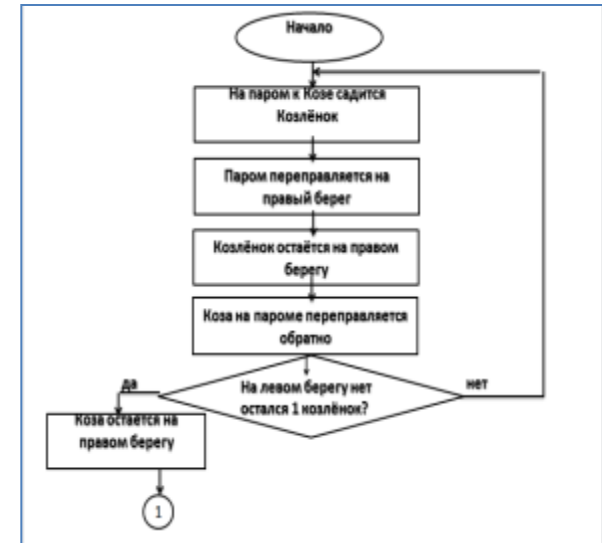 Начало
На паром к Козе садится
Козлёнок
Паром переправляется на
правый берег
Козлёнок остаётся на правом
берегу
Коза на пароме переправляется
обратно
да
На левом берегу нет
остался 1 козлёнок?
нет
Коза остается на
правом берегу
1